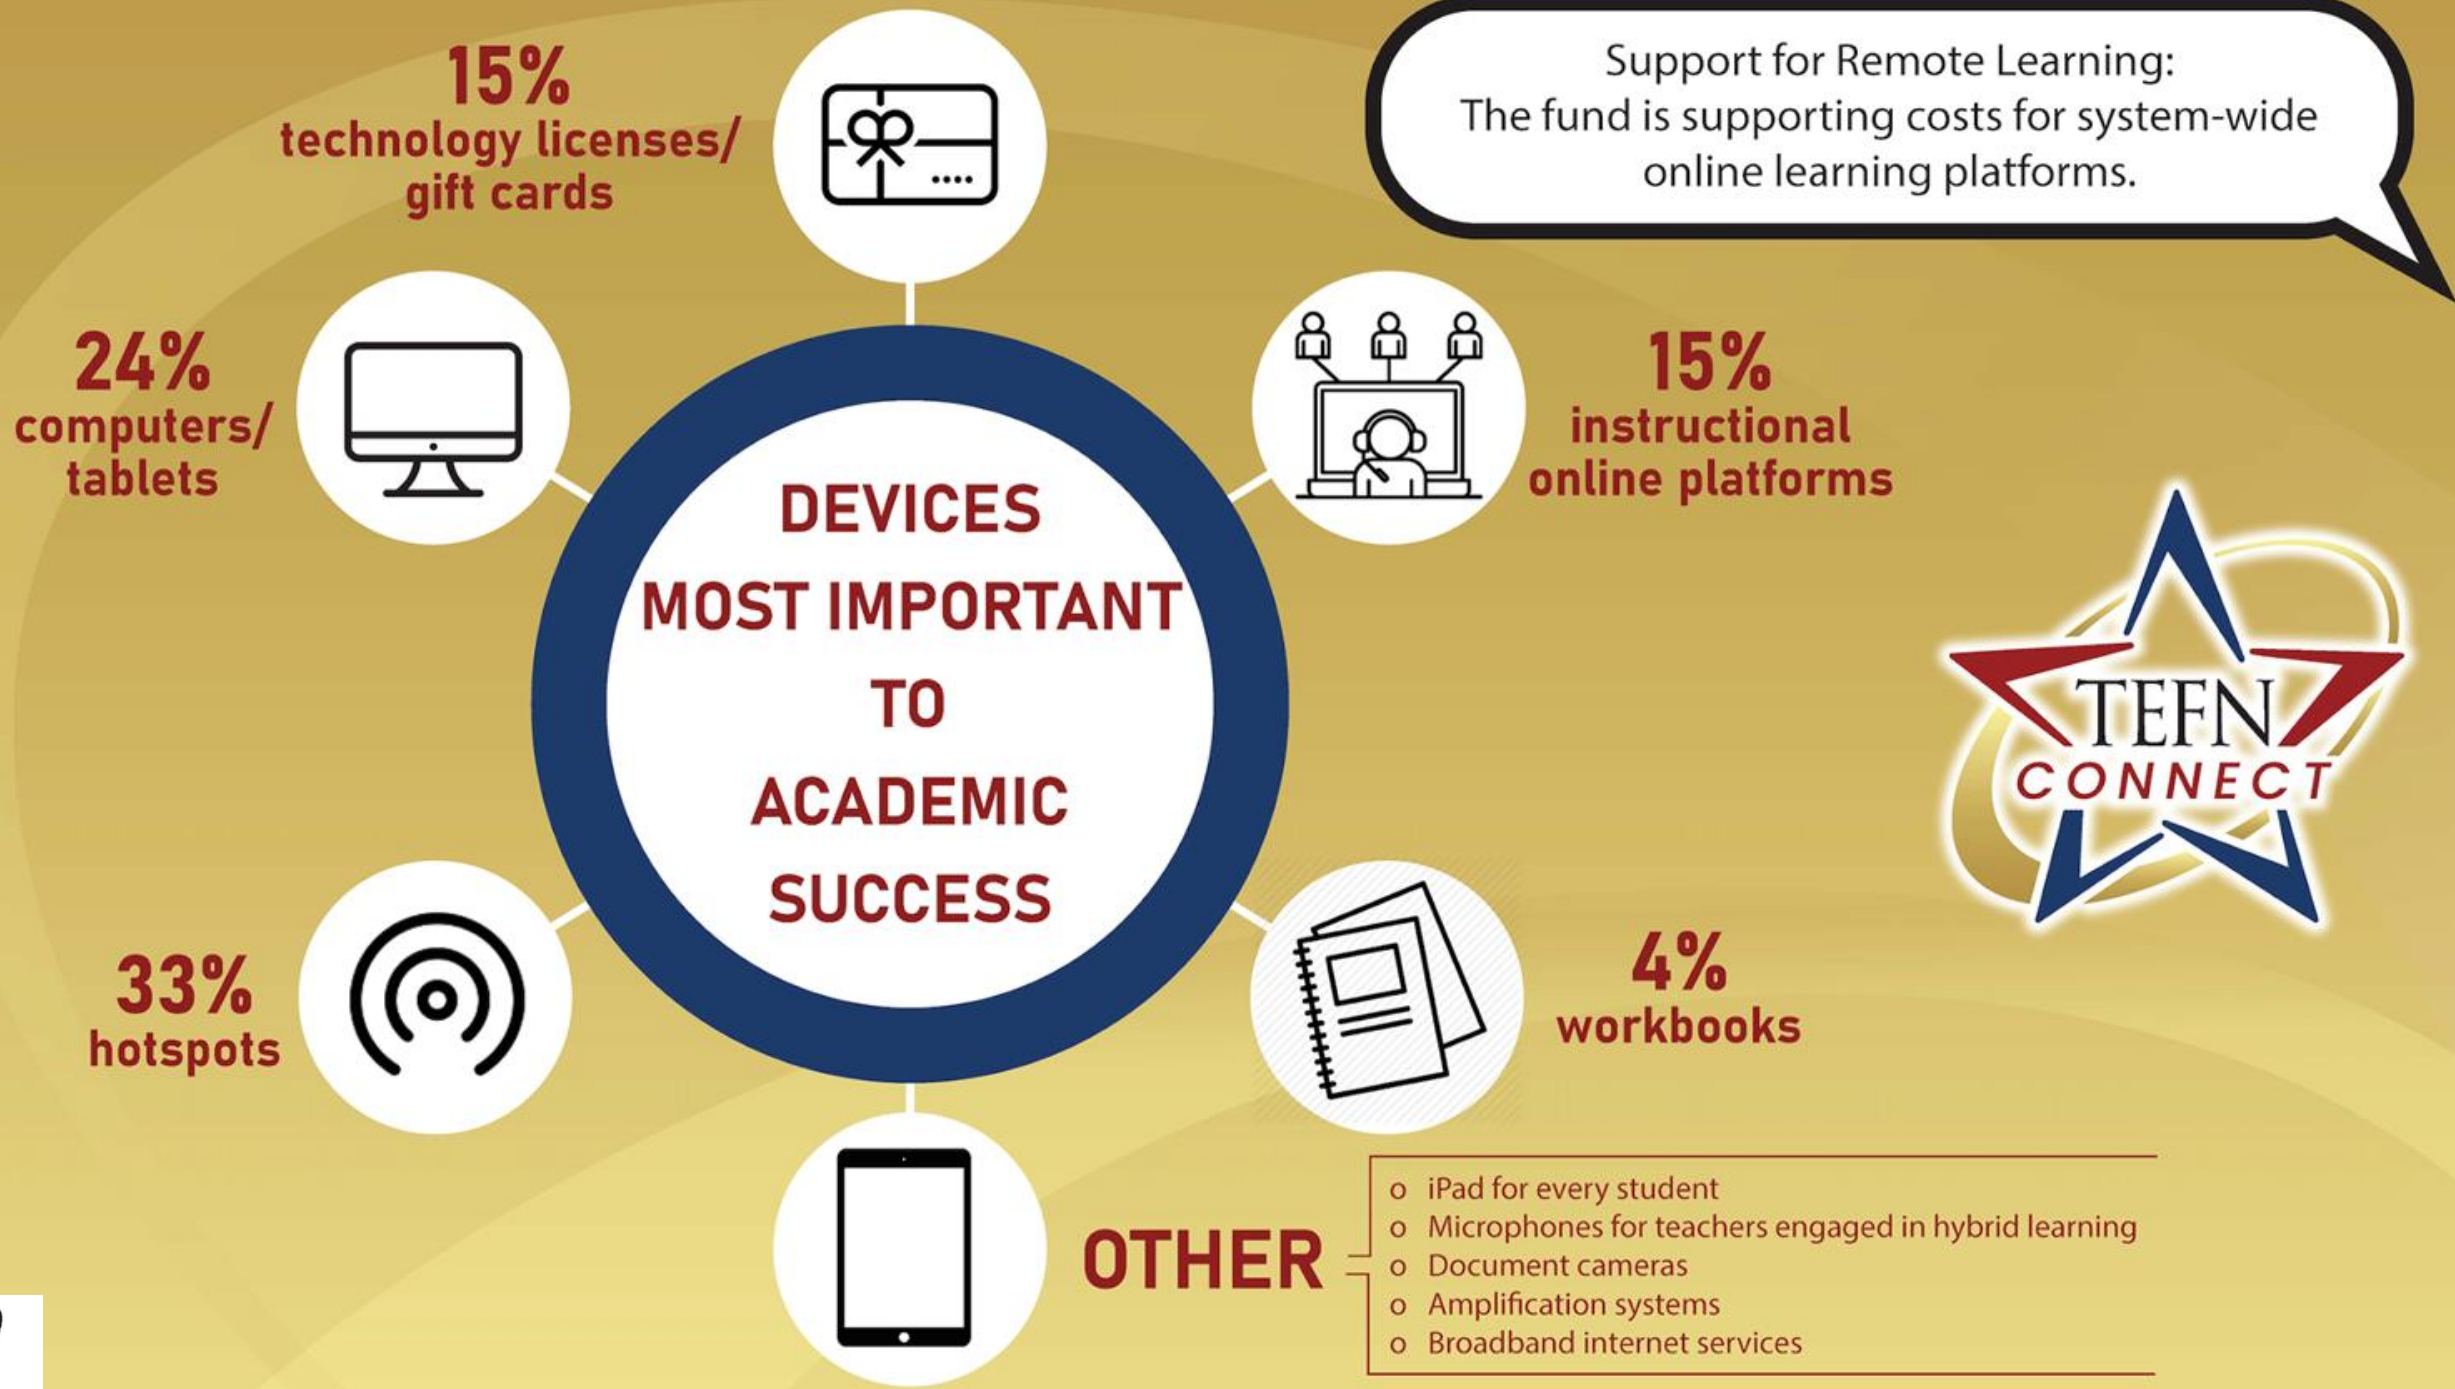 15%
technology licenses/
gift cards
Support for Remote Learning:
The fund is supporting costs for system-wide
online learning platforms.
24%
computers/
tablets
15%
instructional
online platforms
DEVICES
MOST IMPORTANT
TO
ACADEMIC
SUCCESS
TEFN
CONNECT
33%
hotspots
4%
workbooks
OTHER
o iPad for every student
o Microphones for teachers engaged in hybrid learning
o Document cameras
o Amplification systems
o Broadband internet services